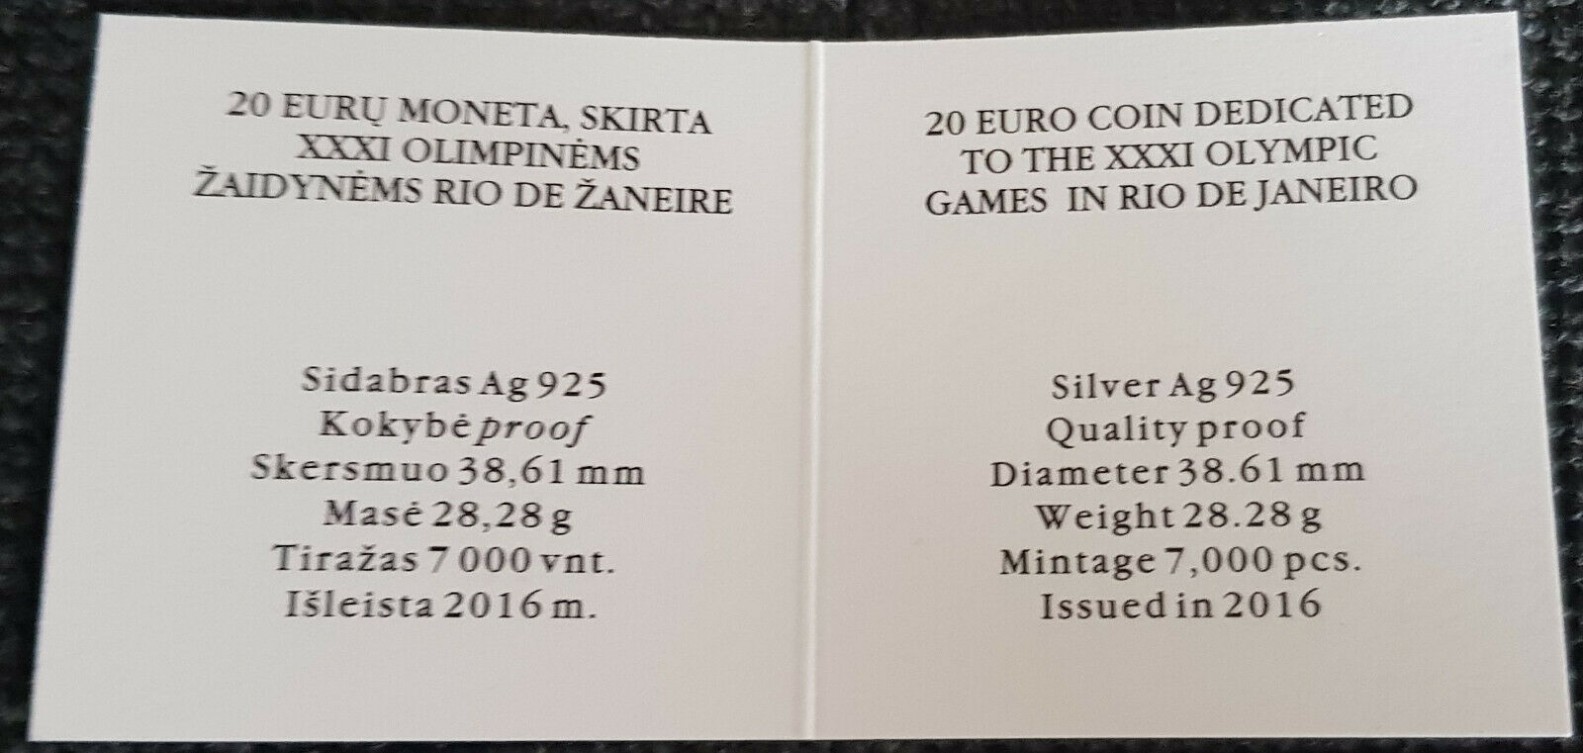 20 EURŲ MONETA, SKIRTA
XXXI OLIMPINĖMS
ŽAIDYNĖMS RIO DE ŽANEIRE
Sidabras Ag 925
Kokybė proof
Skersmuo 38,61 mm
Masė 28,28 g
Tiražas 7 000 vnt.
Išleista 2016 m.
20 EURO COIN DEDICATED
TO THE XXXI OLYMPIC
GAMES IN RIO DE JANEIRO
Silver Ag 925
Quality proof
Diameter 38.61 mm
Weight 28.28 g
Mintage 7,000 pcs.
Issued in 2016